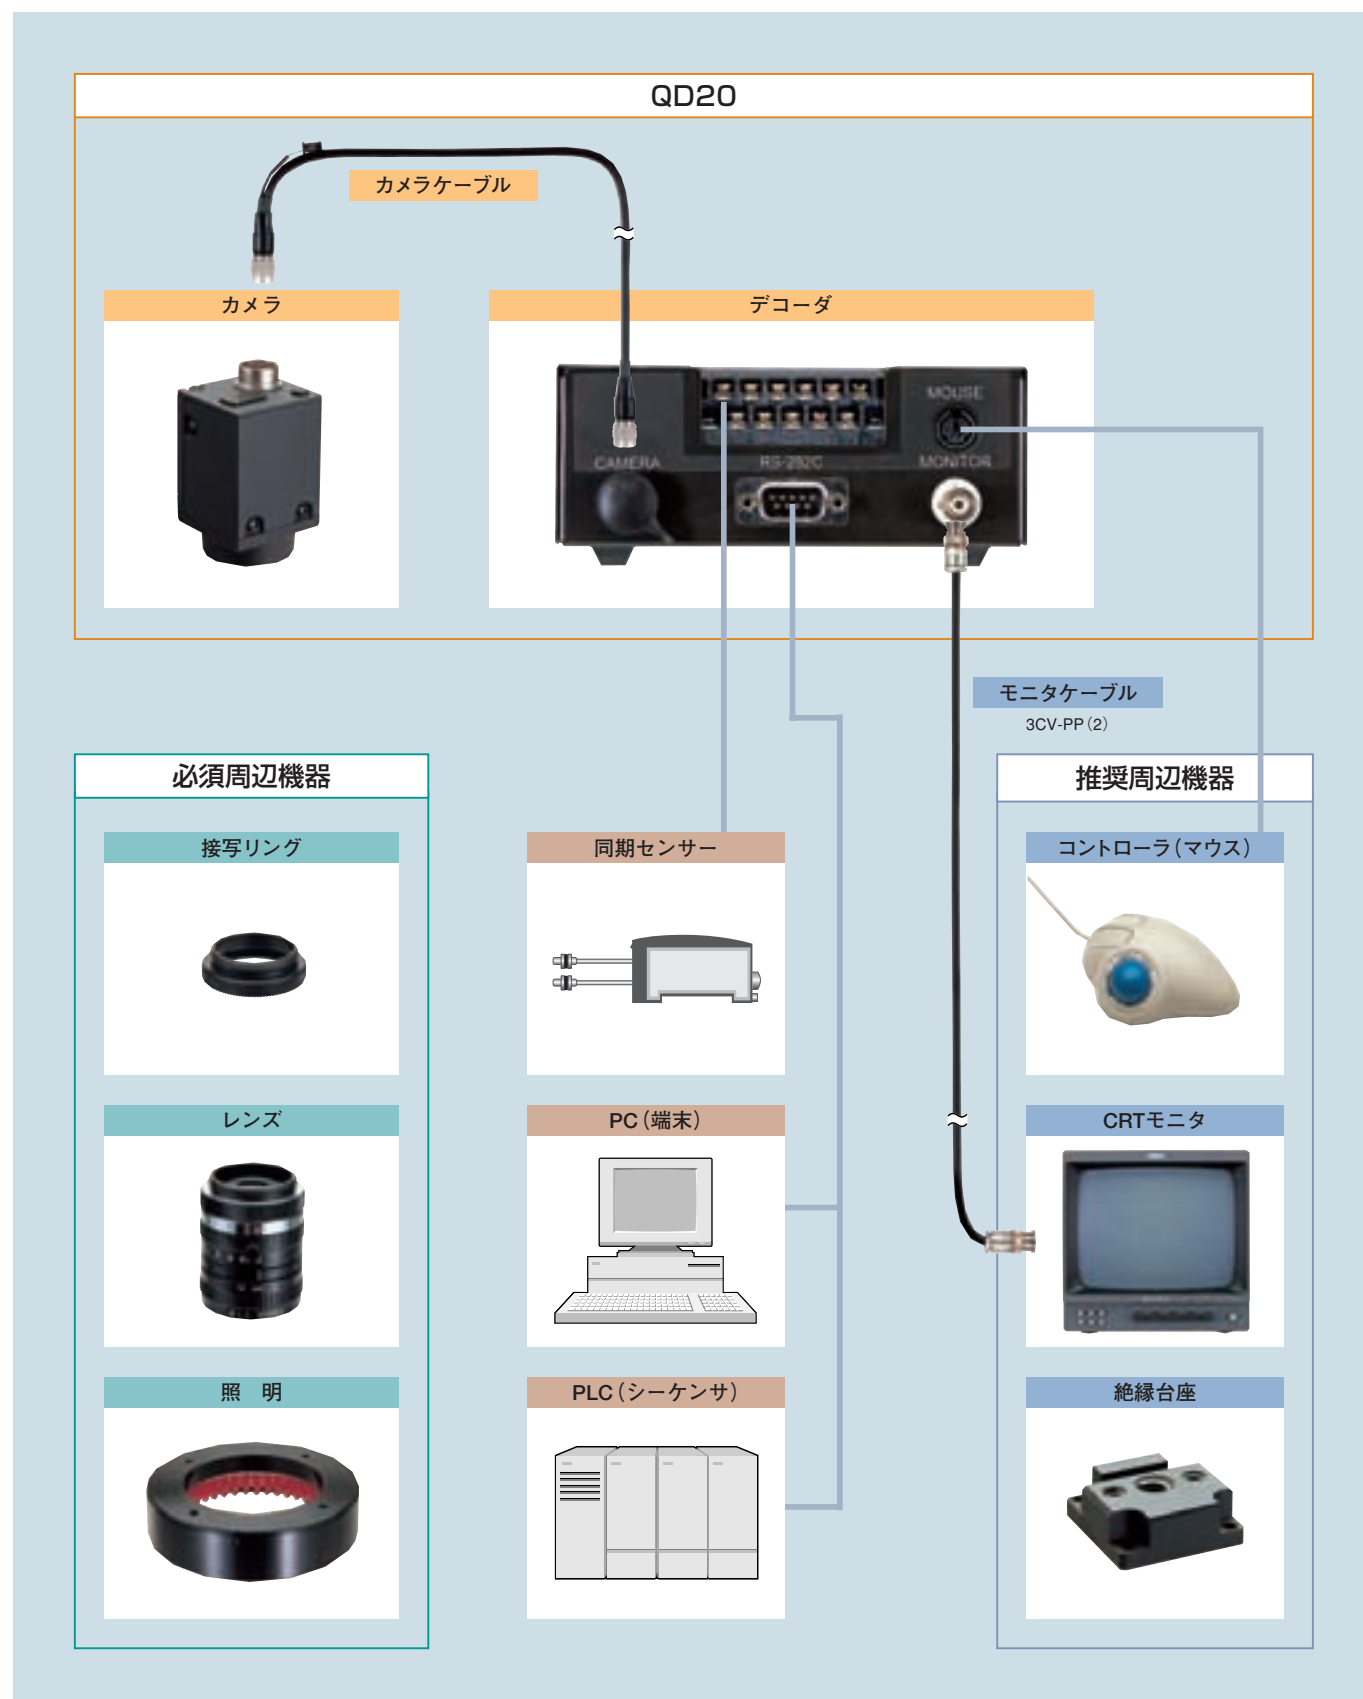 QD20
カメラケーブル
カメラ
デコーダ
MOUSE
CAMERA
RS-232C
MONITOR
モニタケーブル
3CV-PP（2）
必須周辺機器
推奨周辺機器
接写リング
同期センサー
コントローラ（マウス）
レンズ
PC（端末）
CRTモニタ
照　明
PLC（シーケンサ）
絶縁台座